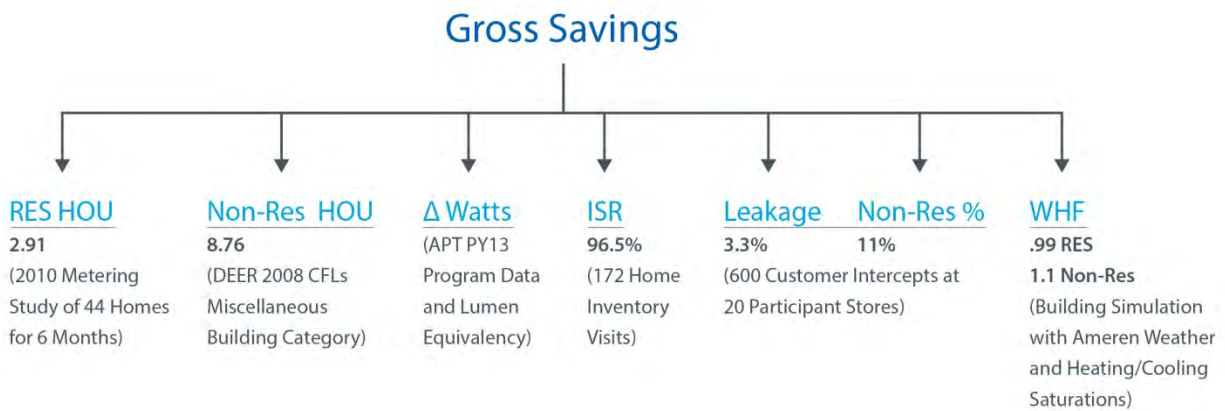 Gross Savings
RES HOU
2.91
(2010 Metering
Study of 44 Homes
for 6 Months)
Non-Res HOU
8.76
(DEER 2008 CFLs
Miscellaneous
Building Category)
Δ Watts
(APT PY13
Program Data
and Lumen
Equivalency)
ISR
96.5%
(172 Home
Inventory
Visits)
Leakage Non-Res %
3.3% 11%
(600 Customer Intercepts at
20 Participant Stores)
WHF
.99 RES
1.1 Non-Res
(Building Simulation
with Ameren Weather
and Heating/Cooling
Saturations)